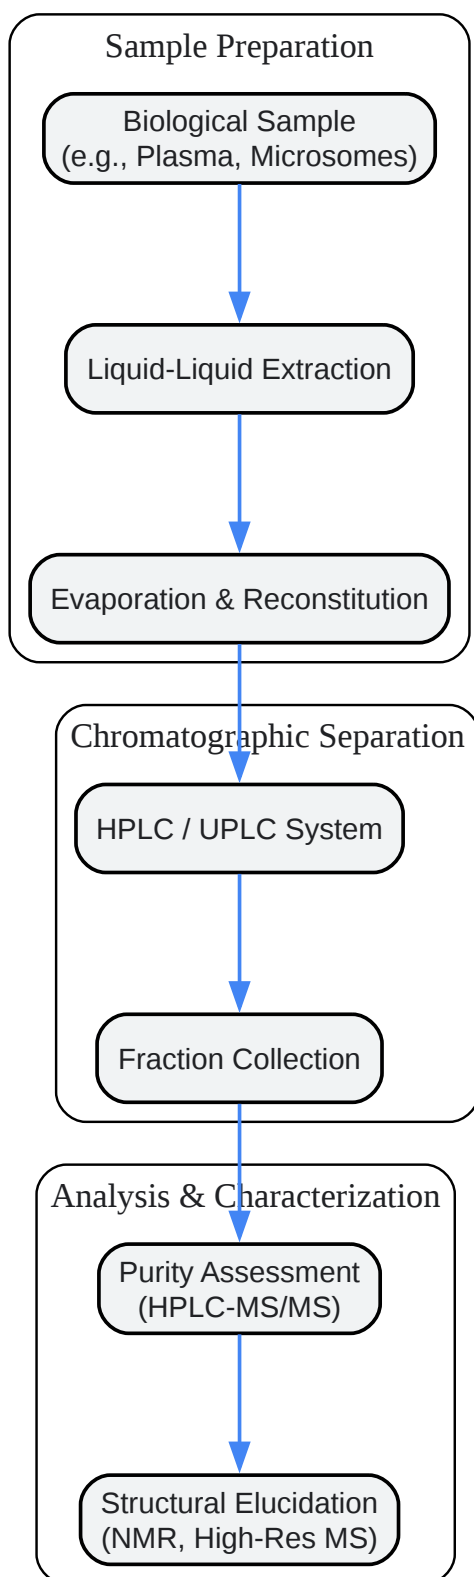 Sample Preparation
Biological Sample
(e.g., Plasma, Microsomes)
Liquid-Liquid Extraction
Evaporation & Reconstitution
Chromatographic Separation
HPLC / UPLC System
Fraction Collection
Analysis & Characterization
Purity Assessment
(HPLC-MS/MS)
Structural Elucidation
(NMR, High-Res MS)